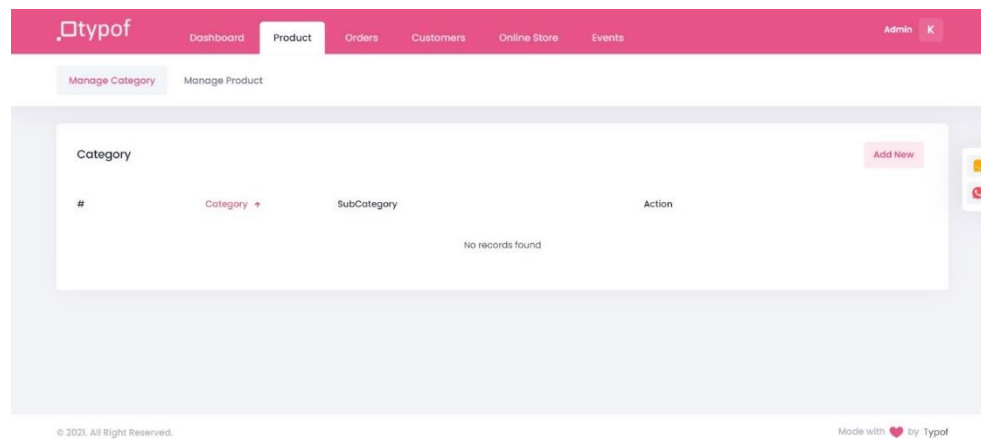 typof
Dashboard Product Orders Customers Online Store Events Admin K
Manage Category Manage Product
Category Add New
# Category SubCategory Action
No records found
© 2021. All Right Reserved. Made with by Typof